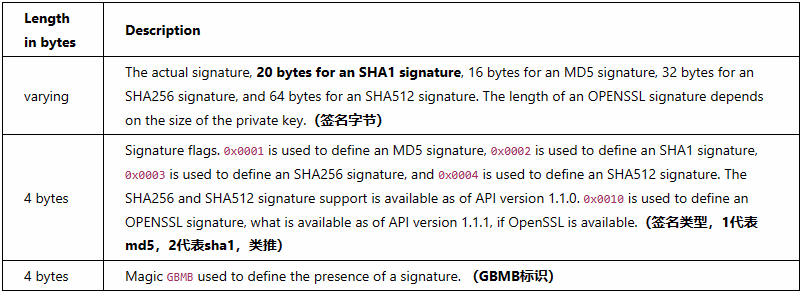 Length
in bytes
Description
varying
The actual signature, 20 bytes for an SHA1 signature, 16 bytes for an MD5 signature, 32 bytes for an
SHA256 signature, and 64 bytes for an SHA512 signature. The length of an OPENSSL signature depends
on the size of the private key.（签名字节）
4 bytes
Signature flags. 0x0001 is used to define an MD5 signature, 0x0002 is used to define an SHA1 signature,
0x0003 is used to define an SHA256 signature, and 0x0004 is used to define an SHA512 signature. The
SHA256 and SHA512 signature support is available as of API version 1.1.0. 0x0010 is used to define an
OPENSSL signature, what is available as of API version 1.1.1, if OpenSSL is available.（签名类型，1代表
md5，2代表sha1，类推）
4 bytes
Magic GBMB used to define the presence of a signature. （GBMB标识）